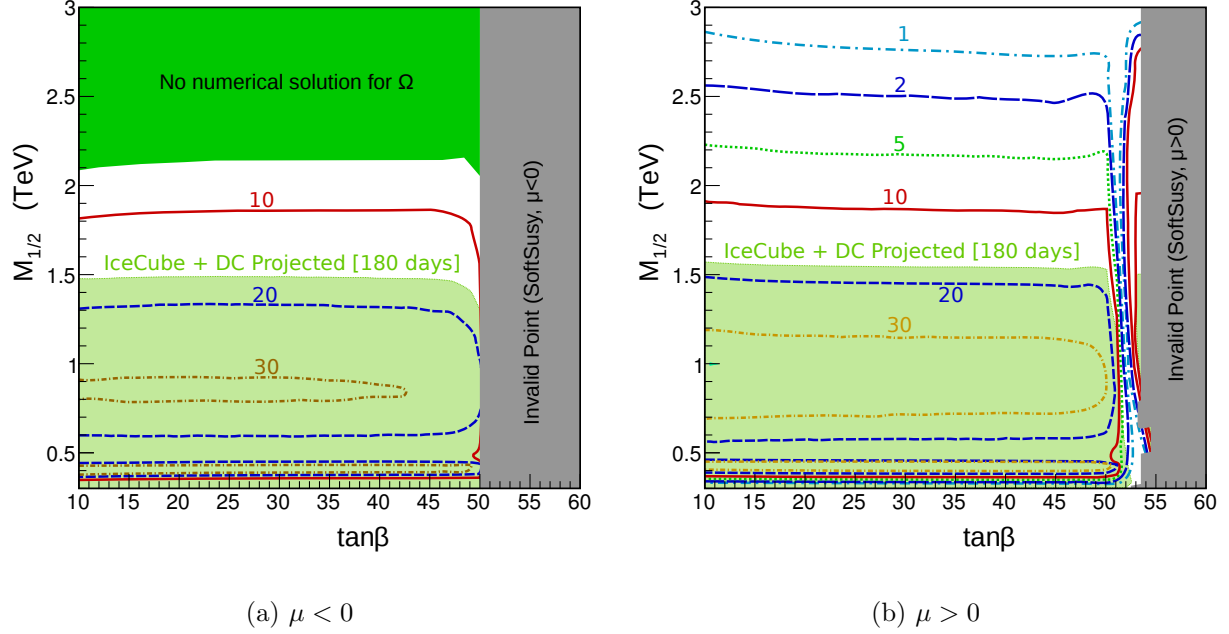 3
2.5
2
1.5
1
0.5
M1/2 (TeV)
No numerical solution for Ω
10
IceCube + DC Projected [180 days]
20
30
Invalid Point (SoftSusy, μ<0)
10 15 20 25 30 35 40 45 50 55 60
tanβ
(a) μ < 0
3
2.5
2
1.5
1
0.5
M1/2 (TeV)
1
2
5
10
IceCube + DC Projected [180 days]
20
30
Invalid Point (SoftSusy, μ>0)
10 15 20 25 30 35 40 45 50 55 60
tanβ
(b) μ > 0